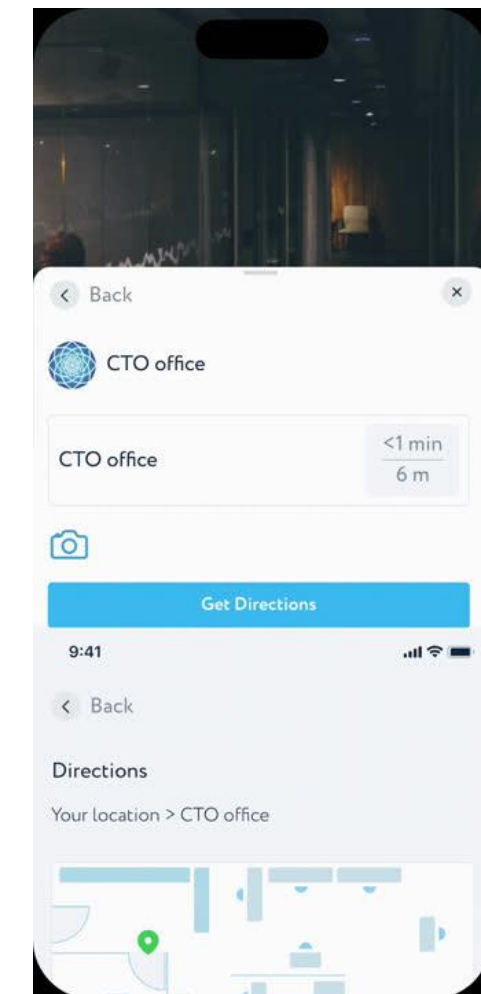 Back
CTO office
CTO office
<1 min
6 m
Get Directions
9:41
Back
Directions
Your location > CTO office